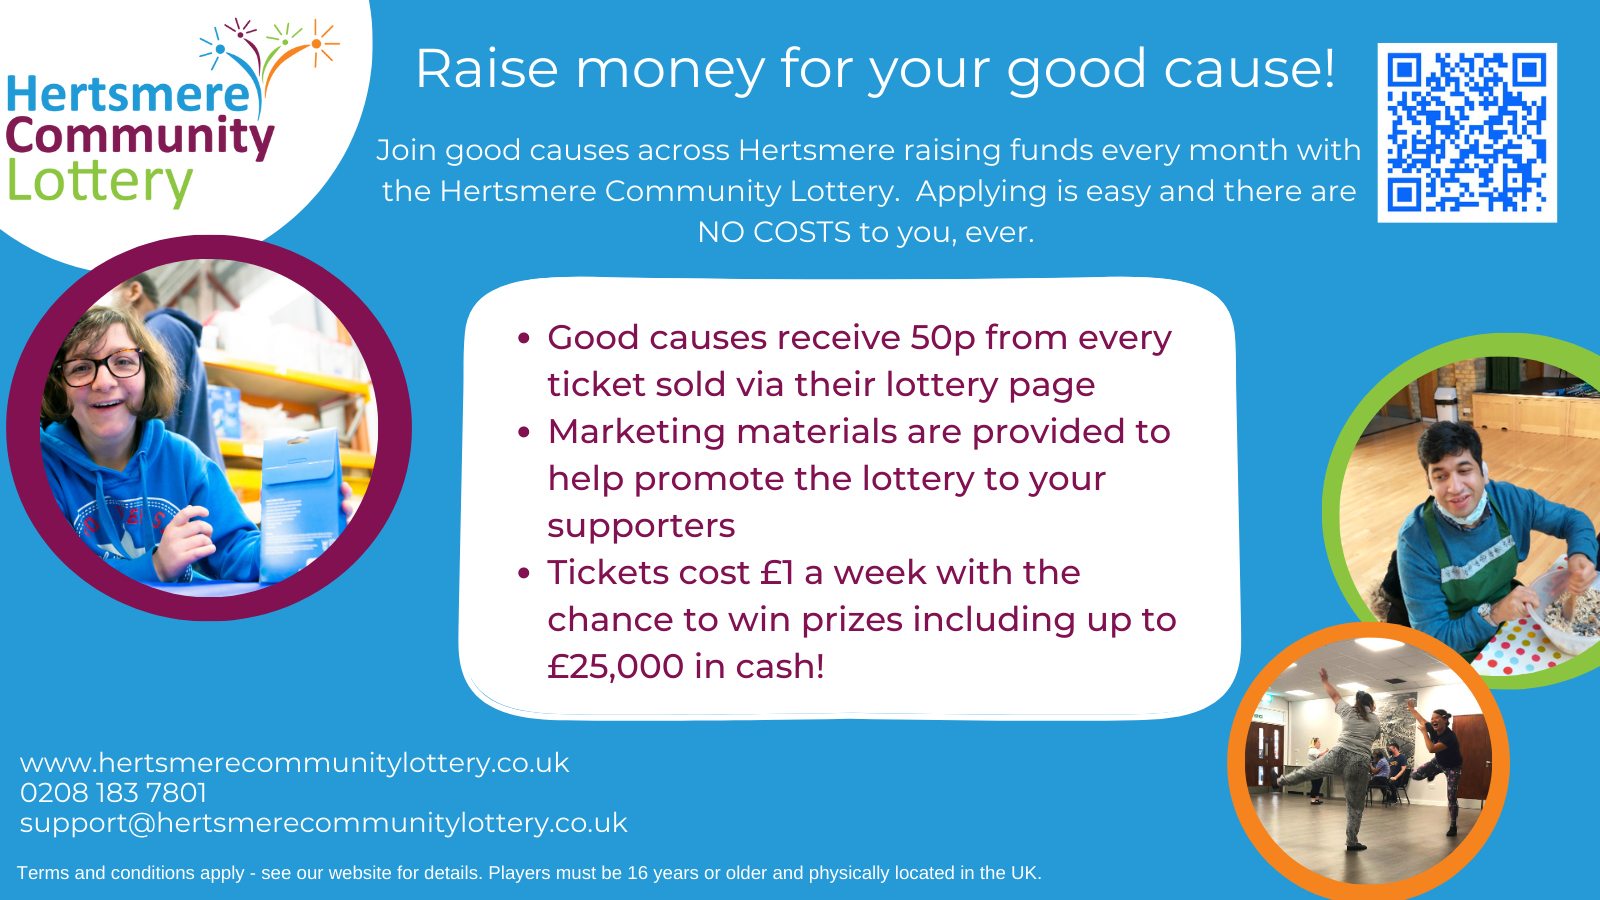 Hertsmere
Community
Lottery
Raise money for your good cause!
Join good causes across Hertsmere raising funds every month with
the Hertsmere Community Lottery.  Applying is easy and there are
NO COSTS to you, ever.
• Good causes receive 50p from every
ticket sold via their lottery page
• Marketing materials are provided to
help promote the lottery to your
supporters
• Tickets cost £1 a week with the
chance to win prizes including up to
£25,000 in cash!
www.hertsmerecommunitylottery.co.uk
0208 183 7801
support@hertsmerecommunitylottery.co.uk
Terms and conditions apply - see our website for details. Players must be 16 years or older and physically located in the UK.